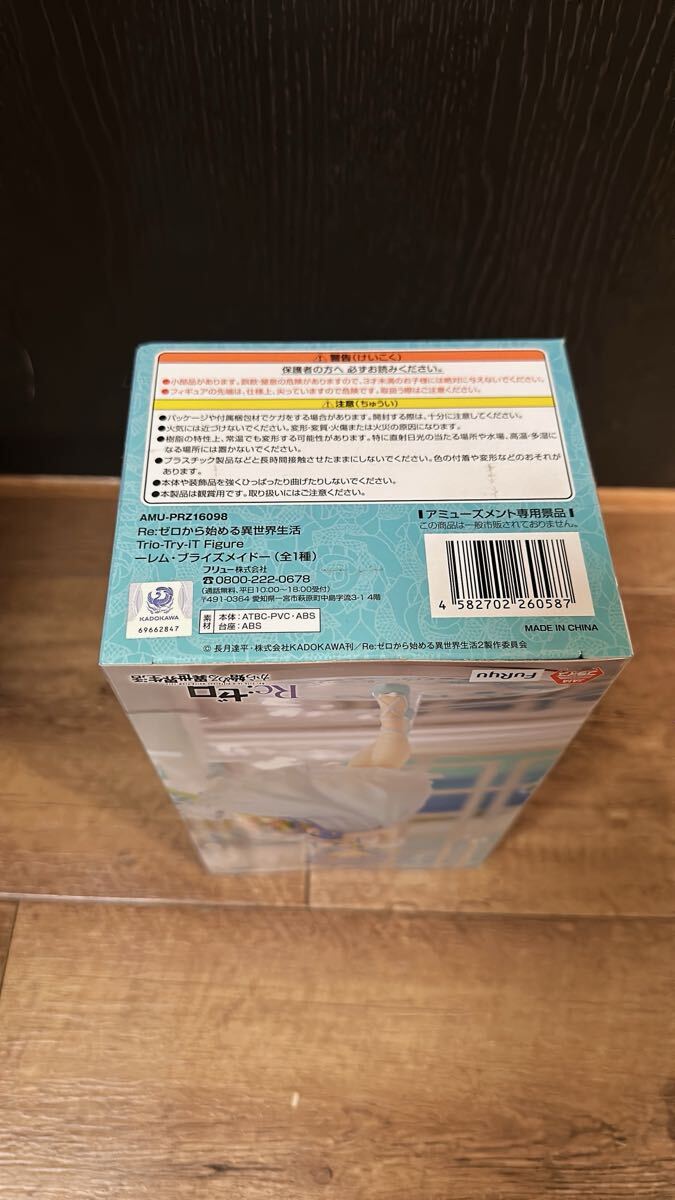 ⚠警告(けいこく)
保護者の方へ 必ずお読みください。
●小部品があります。誤飲・窒息の危険がありますので、3才未満のお子様には絶対に与えないでください。
●フィギュアの先端は、仕様上、尖っていますので危険です。取扱う際はご注意ください。
⚠注意(ちゅうい)
●パッケージや付属梱包材でケガをする場合があります。開封する際は、十分に注意してください。
●火気には近づけないでください。変形・変質・火傷または火災の原因になります。
●樹脂の特性上、常温でも変形する可能性があります。特に直射日光の当たる場所や水場、高温・多湿に
なる場所には置かないでください。
●プラスチック製品などと長時間接触させたままにしないでください。色の付着や変形などのおそれが
あります。
●本体や装飾品を強くひっぱったり曲げたりしないでください。
●本製品は観賞用です。取り扱いにはご注意ください。
AMU-PRZ16098
Re:ゼロから始める異世界生活
Trio-Try-iT Figure
ーレム・ブライズメイドー(全1種)
フリュー株式会社
☎0800-222-0678
(通話無料、平日10:00〜18:00受付)
〒491-0364 愛知県一宮市萩原町中島字流3-1 4階
KADOKAWA
69662847
素材
本体:ATBC-PVC・ABS
台座:ABS
アミューズメント専用景品
この商品は一般市販されておりません。
4 582702 260587
MADE IN CHINA
© 長月達平・株式会社KADOKAWA刊/Re:ゼロから始める異世界生活2製作委員会
Re:ゼロ
から始める異世界生活
FuRyu